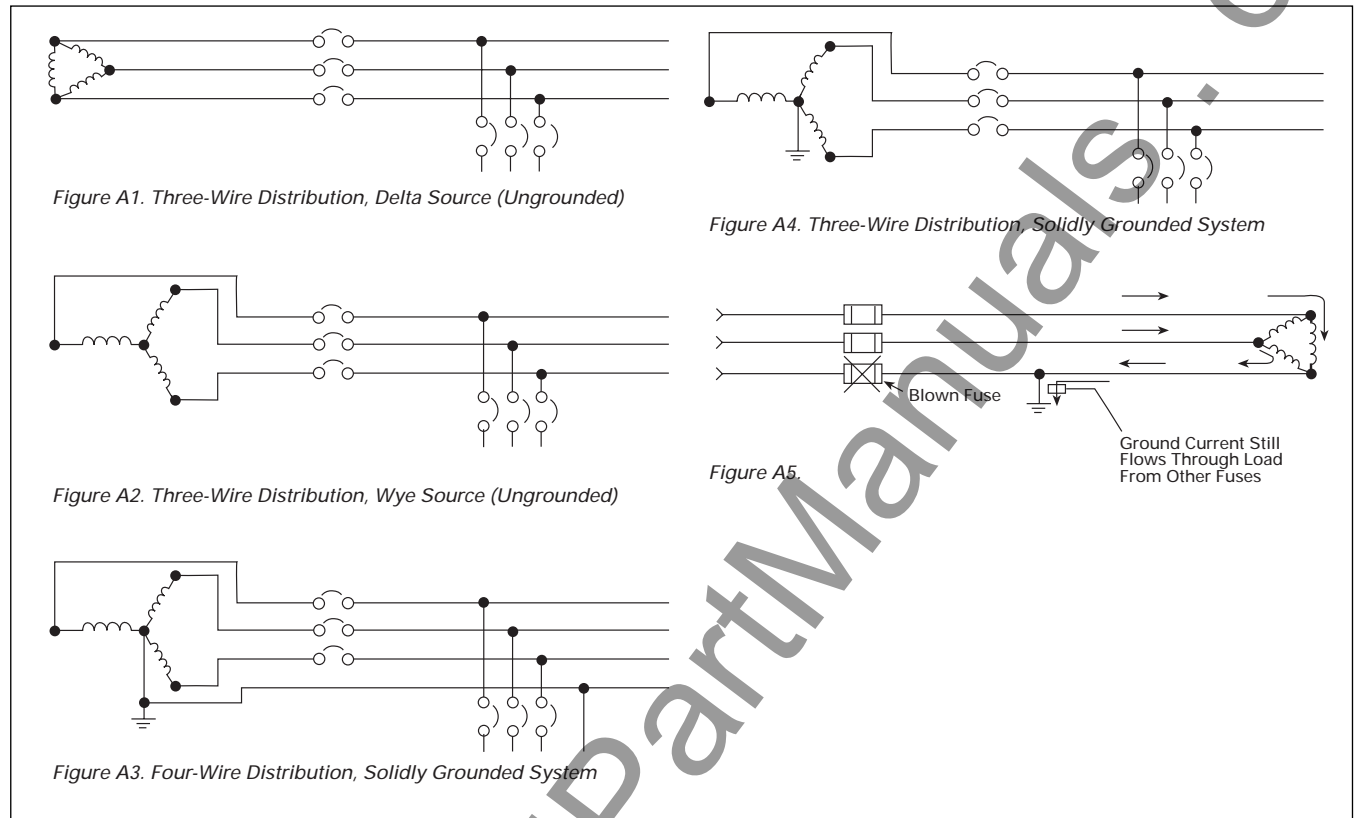 Figure A1. Three-Wire Distribution, Delta Source (Ungrounded)
Figure A2. Three-Wire Distribution, Wye Source (Ungrounded)
Figure A3. Four-Wire Distribution, Solidly Grounded System
Figure A4. Three-Wire Distribution, Solidly Grounded System
Blown Fuse
Ground Current Still
Flows Through Load
From Other Fuses
Figure A5.
PartManuals.